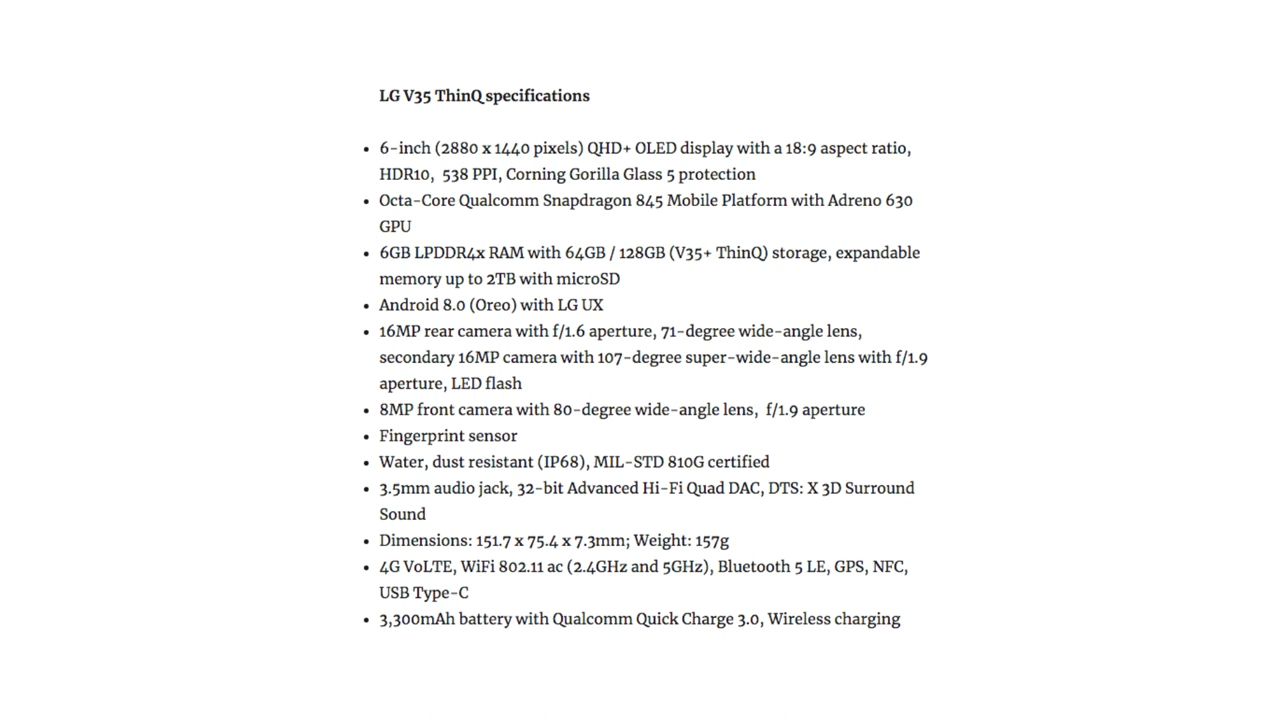 LG V35 ThinQ specifications
• 6-inch (2880 x 1440 pixels) QHD+ OLED display with a 18:9 aspect ratio,
HDR10,  538 PPI, Corning Gorilla Glass 5 protection
• Octa-Core Qualcomm Snapdragon 845 Mobile Platform with Adreno 630
GPU
• 6GB LPDDR4x RAM with 64GB / 128GB (V35+ ThinQ) storage, expandable
memory up to 2TB with microSD
• Android 8.0 (Oreo) with LG UX
• 16MP rear camera with f/1.6 aperture, 71-degree wide-angle lens,
secondary 16MP camera with 107-degree super-wide-angle lens with f/1.9
aperture, LED flash
• 8MP front camera with 80-degree wide-angle lens,  f/1.9 aperture
• Fingerprint sensor
• Water, dust resistant (IP68), MIL-STD 810G certified
• 3.5mm audio jack, 32-bit Advanced Hi-Fi Quad DAC, DTS: X 3D Surround
Sound
• Dimensions: 151.7 x 75.4 x 7.3mm; Weight: 157g
• 4G VoLTE, WiFi 802.11 ac (2.4GHz and 5GHz), Bluetooth 5 LE, GPS, NFC,
USB Type-C
• 3,300mAh battery with Qualcomm Quick Charge 3.0, Wireless charging